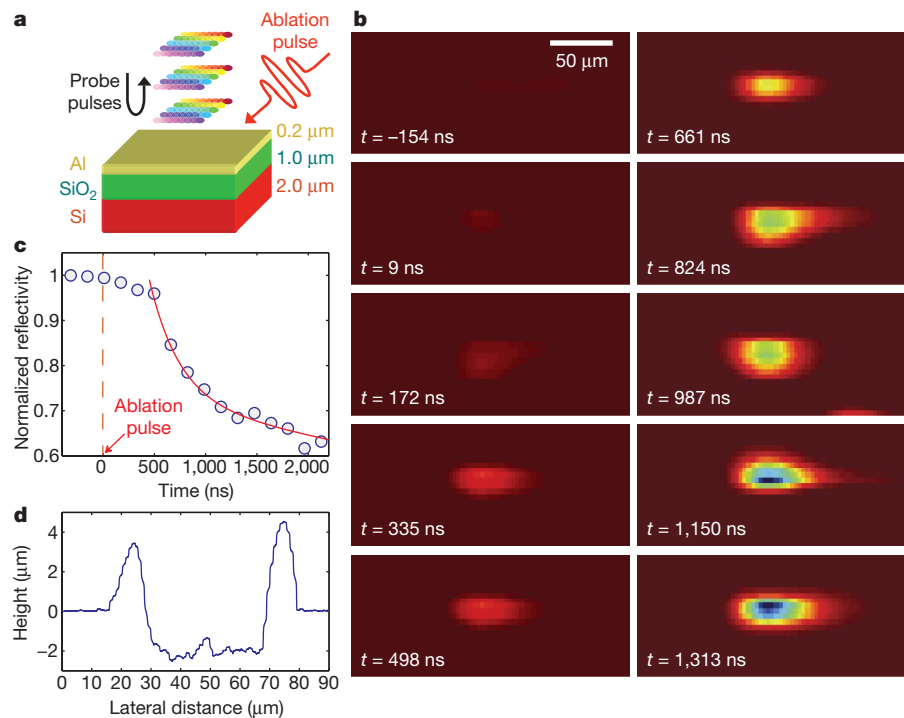 a
Ablation
pulse
Probe
pulses
0.2 μm
1.0 μm
2.0 μm
Al
SiO2
Si
b
50 μm
t = –154 ns
t = 661 ns
t = 9 ns
t = 824 ns
t = 172 ns
t = 987 ns
t = 335 ns
t = 1,150 ns
t = 498 ns
t = 1,313 ns
c
Normalized reflectivity
1
0.9
0.8
0.7
0.6
Ablation
pulse
0 500 1,000 1,500 2,000
Time (ns)
d
Height (μm)
4
2
0
–2
0 10 20 30 40 50 60 70 80 90
Lateral distance (μm)